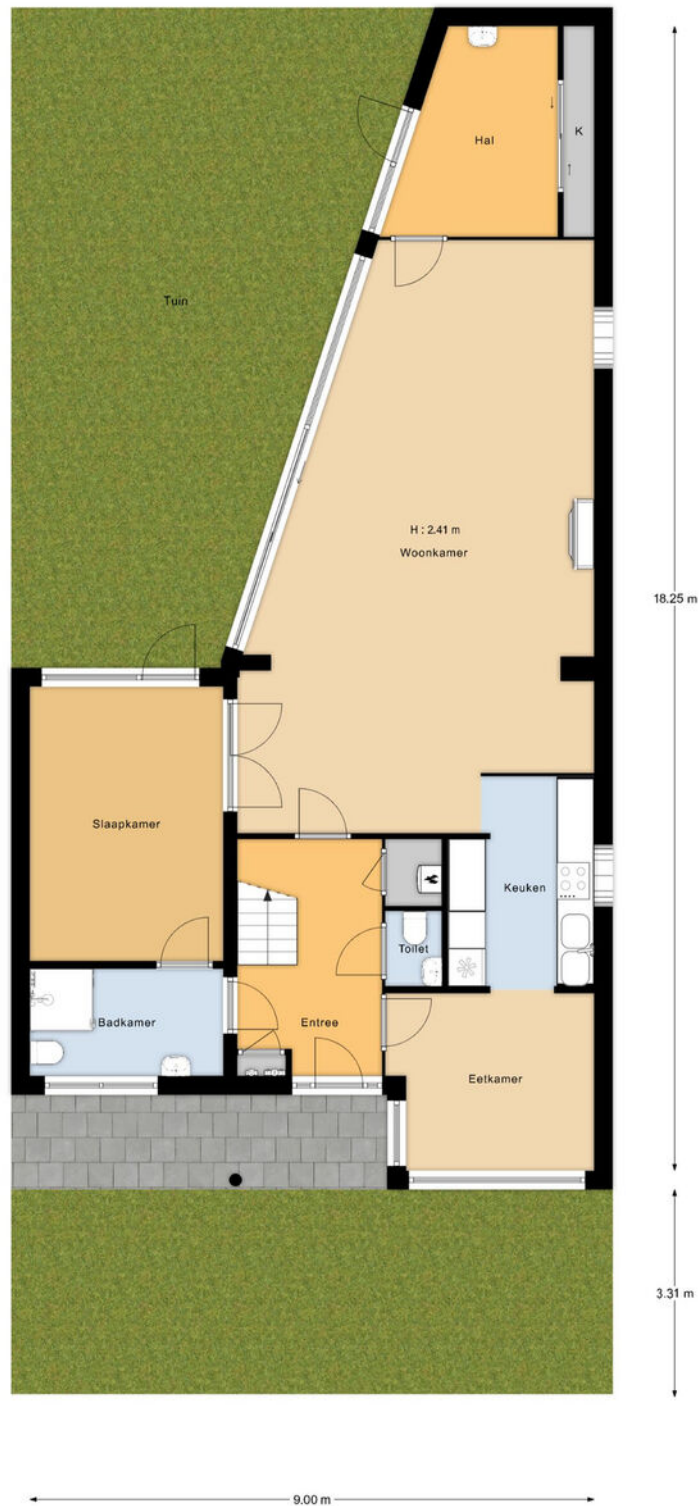 Hal
K
Tuin
H : 2.41 m
Woonkamer
18.25 m
Slaapkamer
Keuken
Toilet
Badkamer
Entree
Eetkamer
3.31 m
9.00 m